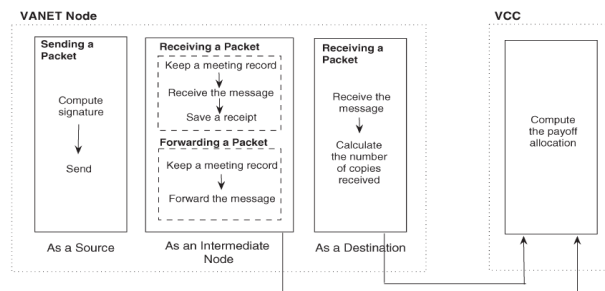 VANET Node
VCC
Sending a
Packet
Compute
signature
Send
As a Source
Receiving a Packet
Keep a meeting record
Receive the message
Save a receipt
Forwarding a Packet
Keep a meeting record
Forward the message
As an Intermediate
Node
Receiving a
Packet
Receive the
message
Calculate
the number
of copies
received
As a Destination
Compute
the payoff
allocation